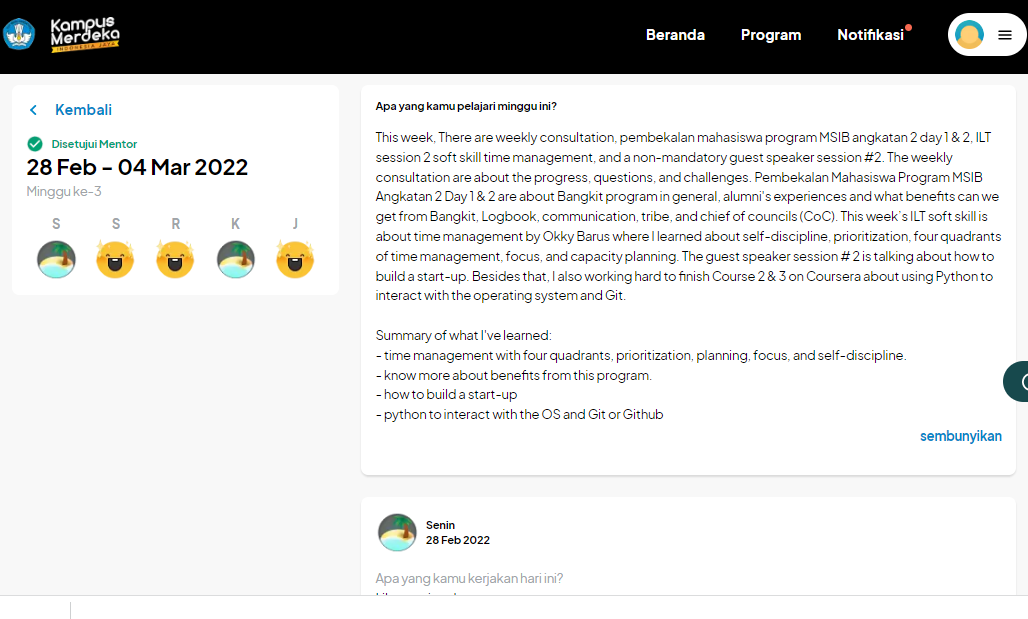 Kampus
Merdeka
INDONESIA JAYA
Beranda
Program
Notifikasi
Kembali
Disetujui Mentor
28 Feb - 04 Mar 2022
Minggu ke-3
S S R K J
Apa yang kamu pelajari minggu ini?
This week, There are weekly consultation, pembekalan mahasiswa program MSIB angkatan 2 day 1 & 2, ILT
session 2 soft skill time management, and a non-mandatory guest speaker session #2. The weekly
consultation are about the progress, questions, and challenges. Pembekalan Mahasiswa Program MSIB
Angkatan 2 Day 1 & 2 are about Bangkit program in general, alumni's experiences and what benefits can we
get from Bangkit, Logbook, communication, tribe, and chief of councils (CoC). This week's ILT soft skill is
about time management by Okky Barus where I learned about self-discipline, prioritization, four quadrants
of time management, focus, and capacity planning. The guest speaker session # 2 is talking about how to
build a start-up. Besides that, I also working hard to finish Course 2 & 3 on Coursera about using Python to
interact with the operating system and Git.
Summary of what I've learned:
- time management with four quadrants, prioritization, planning, focus, and self-discipline.
- know more about benefits from this program.
- how to build a start-up
- python to interact with the OS and Git or Github
sembunyikan
Senin
28 Feb 2022
Apa yang kamu kerjakan hari ini?